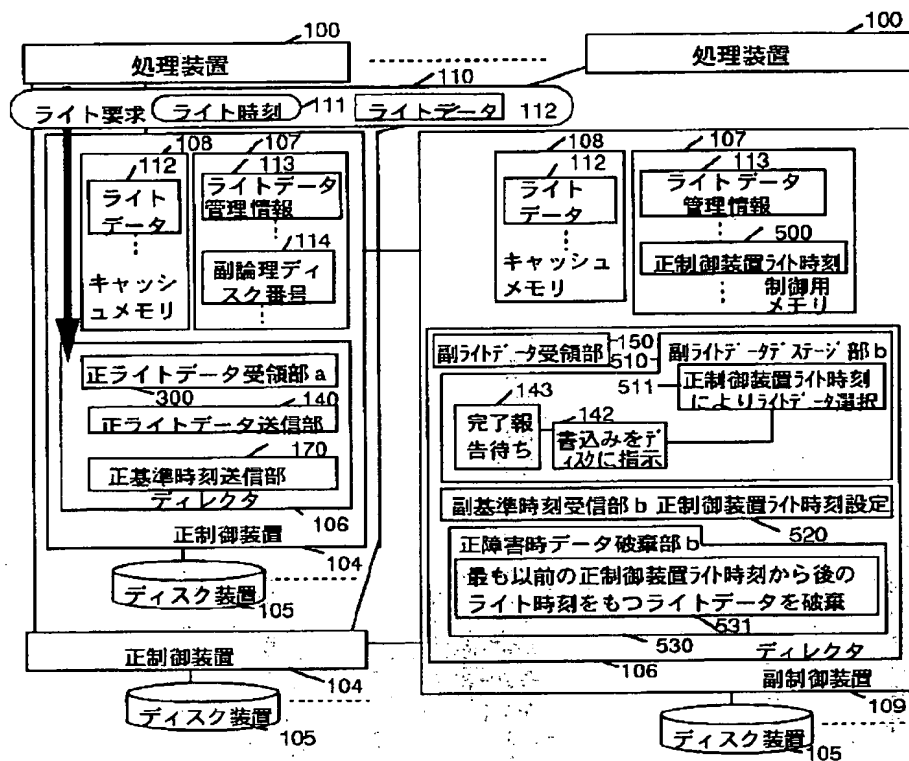 100
処理装置
100
処理装置
110
ライト要求
ライト時刻
111
ライトデータ
112
108
112
ライト
データ
キャッシ
ュメモリ
107
113
ライトデータ
管理情報
114
副論理ディ
スク番号
正ライトデータ受領部a
300
140
正ライトデータ送信部
170
正基準時刻送信部
ディレクタ
106
正制御装置
104
ディスク装置
105
正制御装置
104
ディスク装置
105
108
112
ライト
データ
キャッシュ
メモリ
107
113
ライトデータ
管理情報
500
正制御装置ﾗｲﾄ時刻
制御用
メモリ
副ﾗｲﾄﾃﾞｰﾀ受領部
150
510
副ﾗｲﾄﾃﾞｰﾀﾃﾞｽﾃｰｼﾞ部b
511
正制御装置ﾗｲﾄ時刻
によりﾗｲﾄﾃﾞｰﾀ選択
143
完了報
告待ち
142
書込みをﾃﾞ
ｨｽｸに指示
副基準時刻受信部b
正制御装置ﾗｲﾄ時刻設定
520
正障害時データ破棄部b
最も以前の正制御装置ﾗｲﾄ時刻から後の
ライト時刻をもつライトデータを破棄
531
530
ディレクタ
106
副制御装置
109
ディスク装置
105